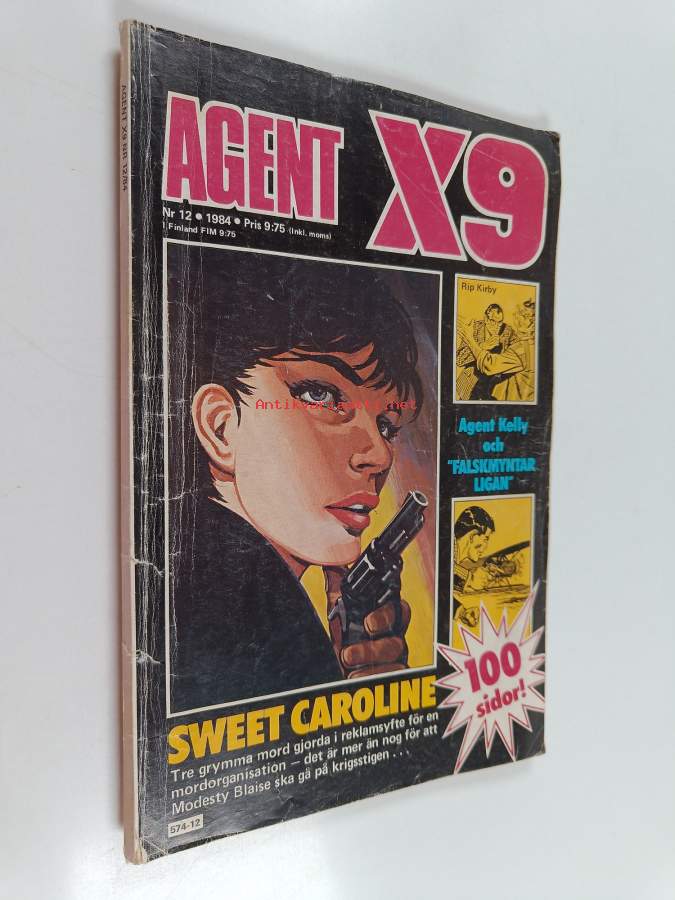 AGENT X9 NR 12/84
AGENT X9
Nr 12 • 1984 • Pris 9:75 (Inkl. moms)
I Finland FIM 9:75
Rip Kirby
Antikvariaatti.net
Agent Kelly
och
"FALSKMYNTAR
LIGAN"
100
sidor!
SWEET CAROLINE
Tre grymma mord gjorda i reklamsyfte för en
mordorganisation – det är mer än nog för att
Modesty Blaise ska gå på krigsstigen ...
574-12